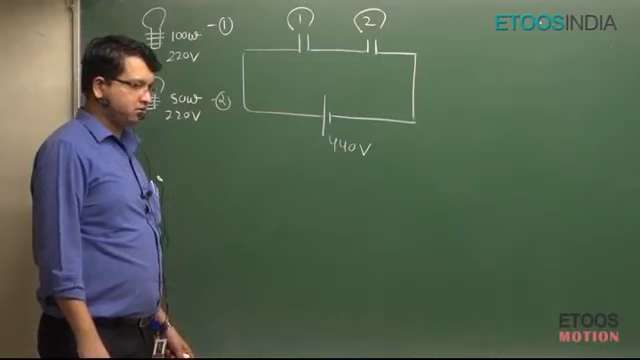 100W - ①
220V
50W - ②
220V
1 2
440V
ETOOSINDIA
ETOOS
MOTION